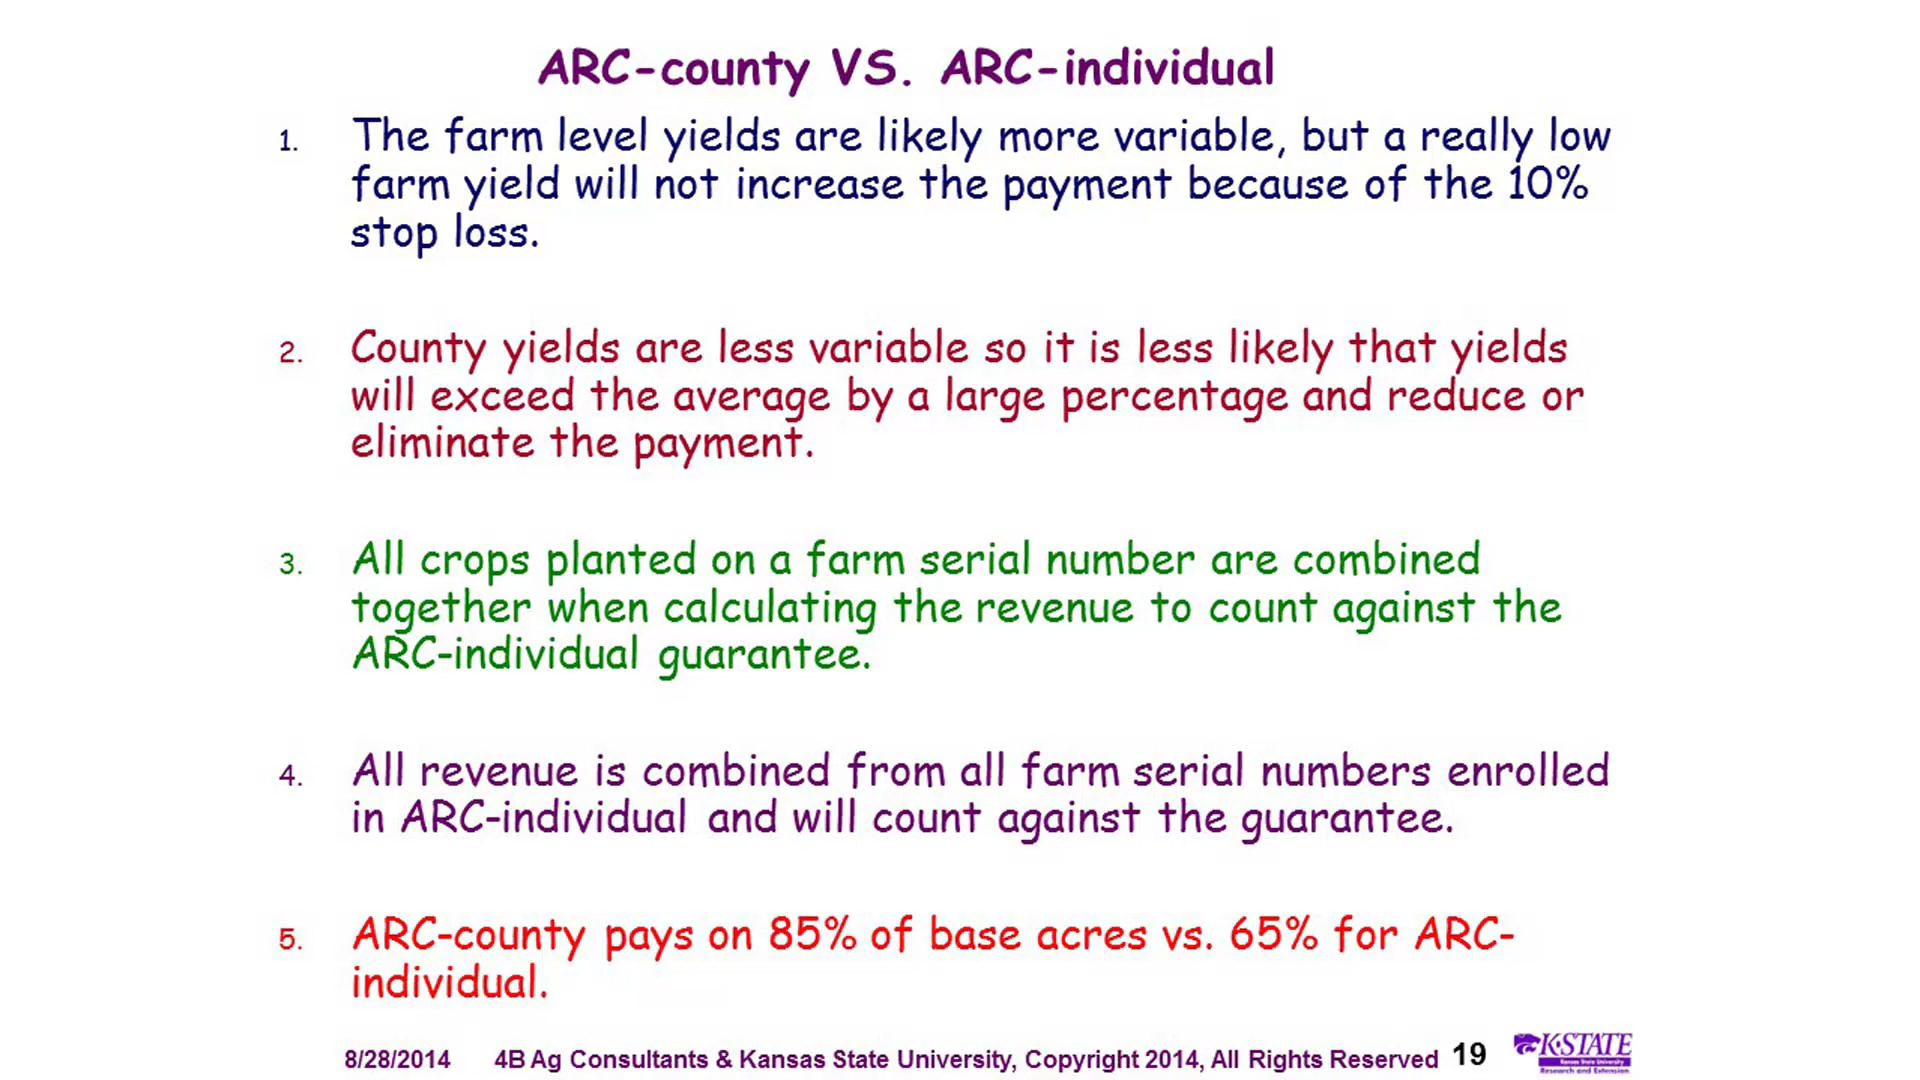 ARC-county VS. ARC-individual
1. The farm level yields are likely more variable, but a really low
farm yield will not increase the payment because of the 10%
stop loss.
2. County yields are less variable so it is less likely that yields
will exceed the average by a large percentage and reduce or
eliminate the payment.
3. All crops planted on a farm serial number are combined
together when calculating the revenue to count against the
ARC-individual guarantee.
4. All revenue is combined from all farm serial numbers enrolled
in ARC-individual and will count against the guarantee.
5. ARC-county pays on 85% of base acres vs. 65% for ARC-
individual.
8/28/2014 4B Ag Consultants & Kansas State University, Copyright 2014, All Rights Reserved 19
K-STATE
Kansas State University
Research and Extension